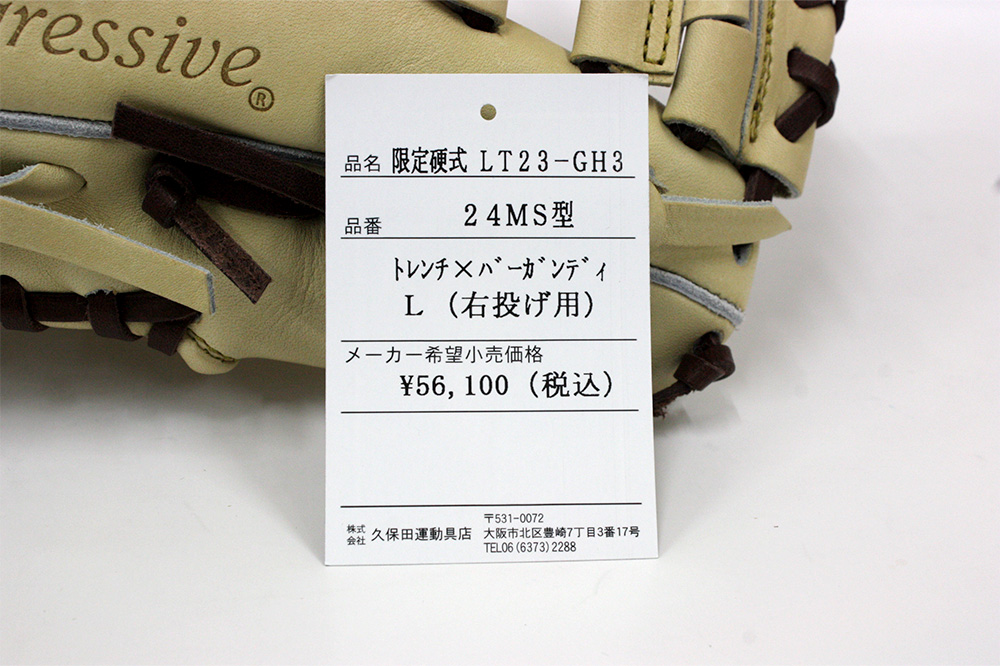 ressive®
品名 限定硬式 LT23-GH3
品番 24MS型
ﾄﾚﾝﾁ×ﾊﾞｰｶﾞﾝﾃﾞｨ
L (右投げ用)
メーカー希望小売価格
¥56,100 (税込)
株式会社 久保田運動具店
〒531-0072
大阪市北区豊崎7丁目3番17号
TEL06(6373)2288